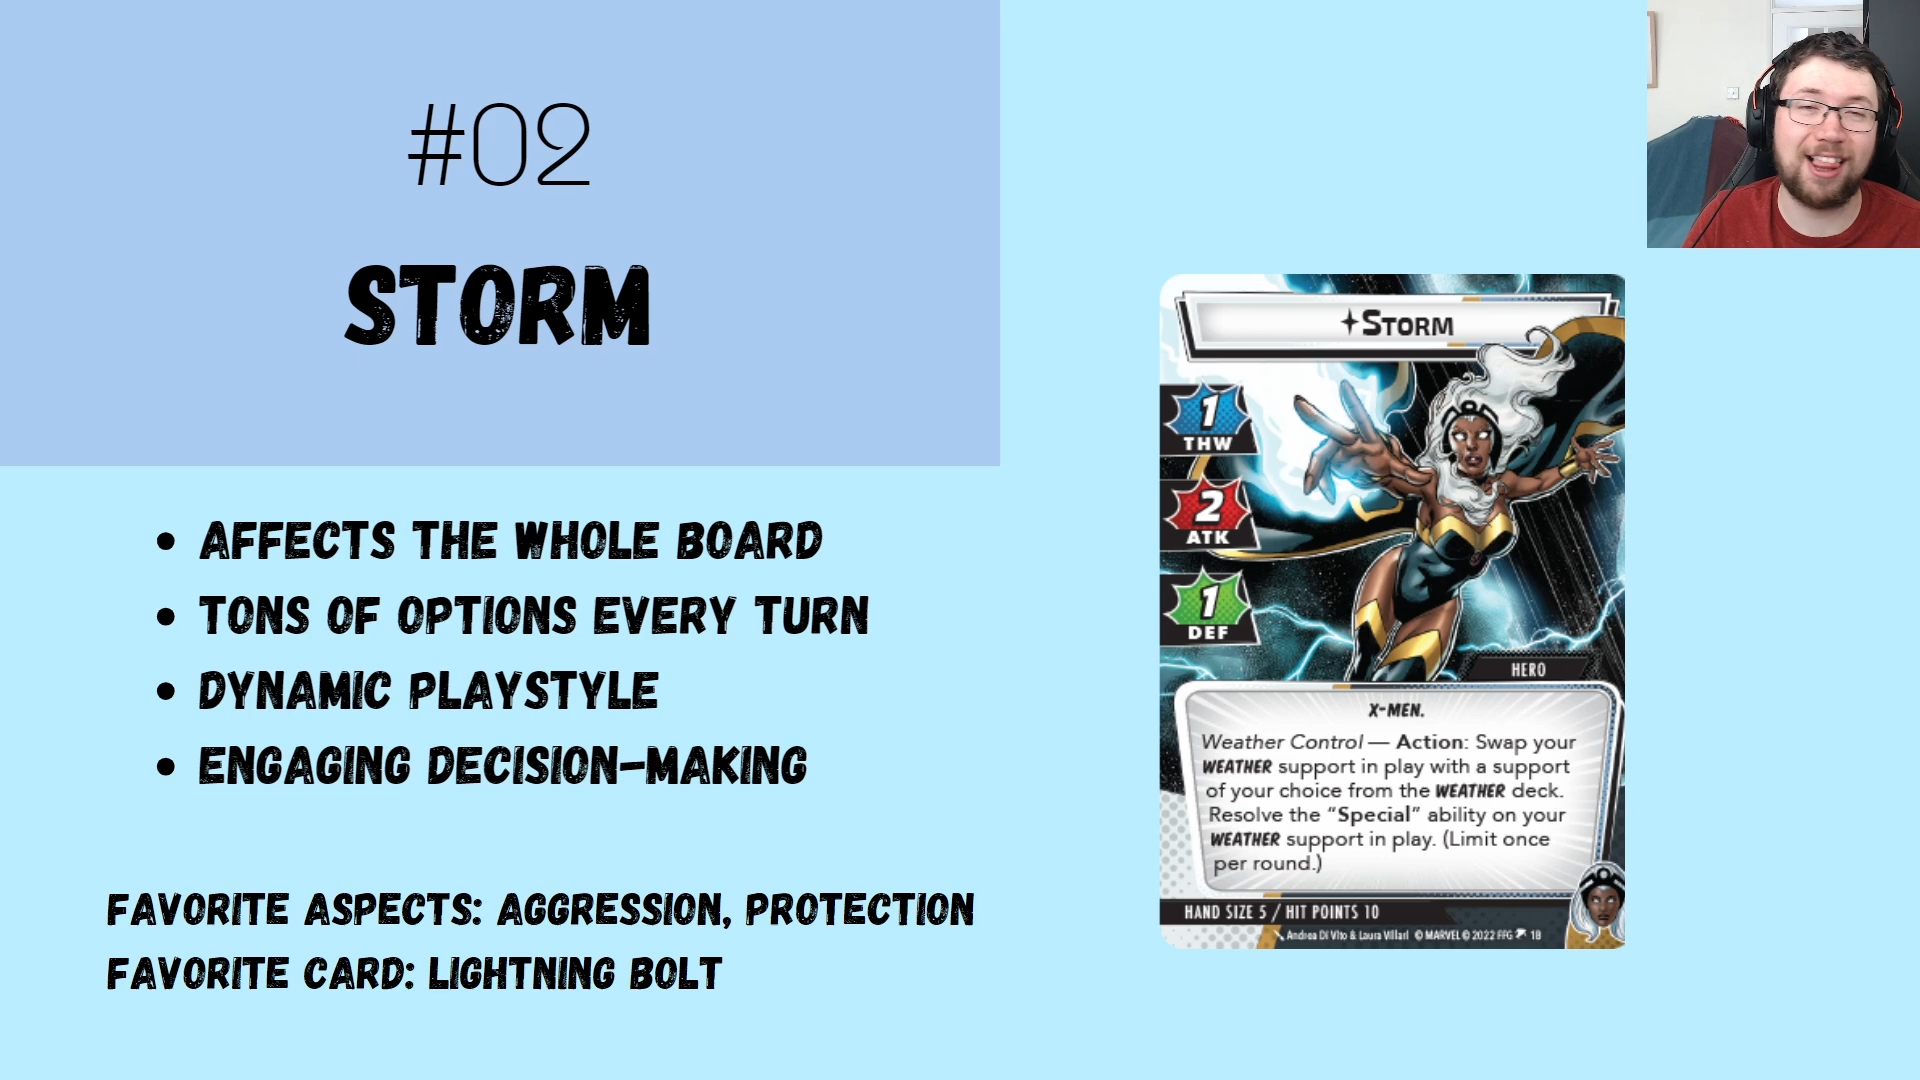 #02
STORM
• AFFECTS THE WHOLE BOARD
• TONS OF OPTIONS EVERY TURN
• DYNAMIC PLAYSTYLE
• ENGAGING DECISION-MAKING
FAVORITE ASPECTS: AGGRESSION, PROTECTION
FAVORITE CARD: LIGHTNING BOLT
STORM
1
THW
2
ATK
1
DEF
HERO
X-MEN.
Weather Control — Action: Swap your
WEATHER support in play with a support
of your choice from the WEATHER deck.
Resolve the “Special” ability on your
WEATHER support in play. (Limit once
per round.)
HAND SIZE 5 / HIT POINTS 10
Andrea Di Vito & Laura Villari © MARVEL © 2022 FFG 18